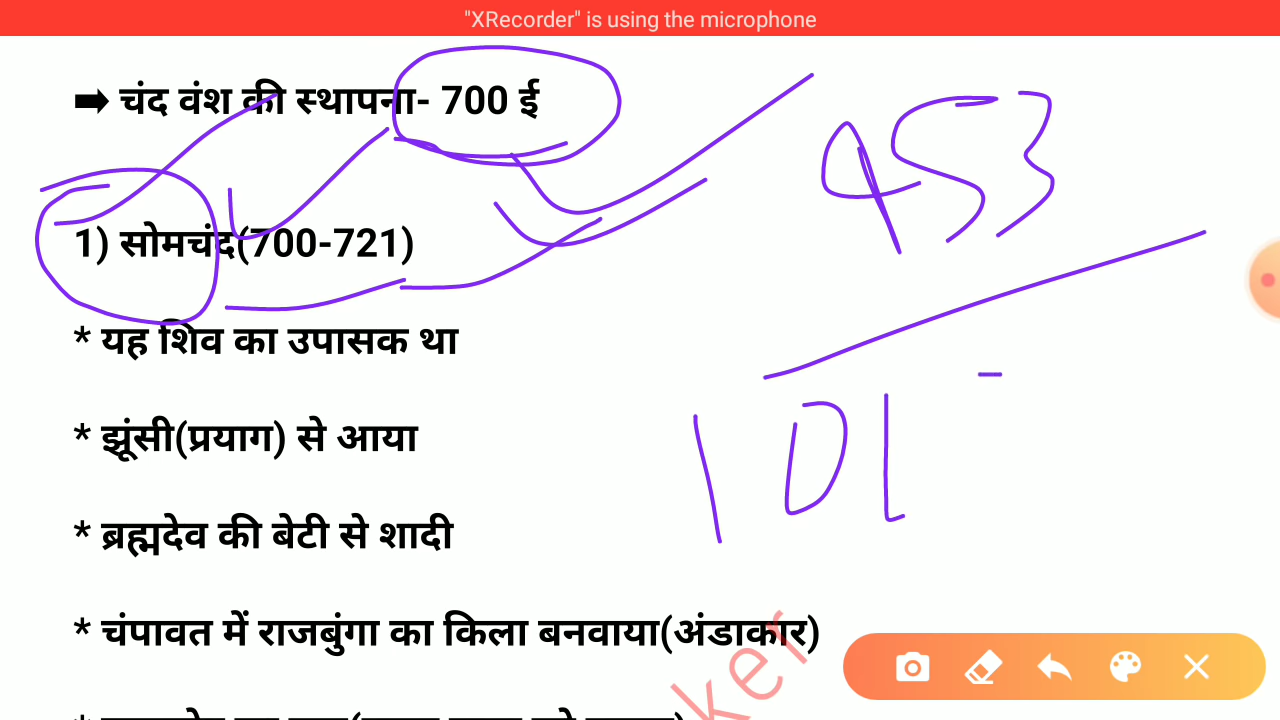 "XRecorder" is using the microphone
➡ चंद वंश की स्थापना- 700 ई
953
1) सोमचंद(700-721)
* यह शिव का उपासक था
101
* झूंसी(प्रयाग) से आया
* ब्रह्मदेव की बेटी से शादी
* चंपावत में राजबुंगा का किला बनवाया(अंडाकार)
ker